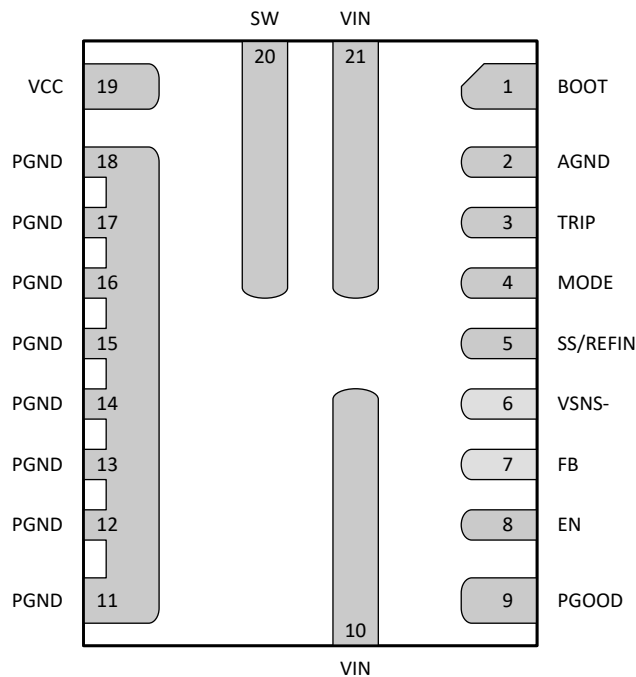 SW VIN
20 21
VCC 19 1 BOOT
PGND 18 2 AGND
PGND 17 3 TRIP
PGND 16 4 MODE
PGND 15 5 SS/REFIN
PGND 14 6 VSNS-
PGND 13 7 FB
PGND 12 8 EN
PGND 11 9 PGOOD
10
VIN